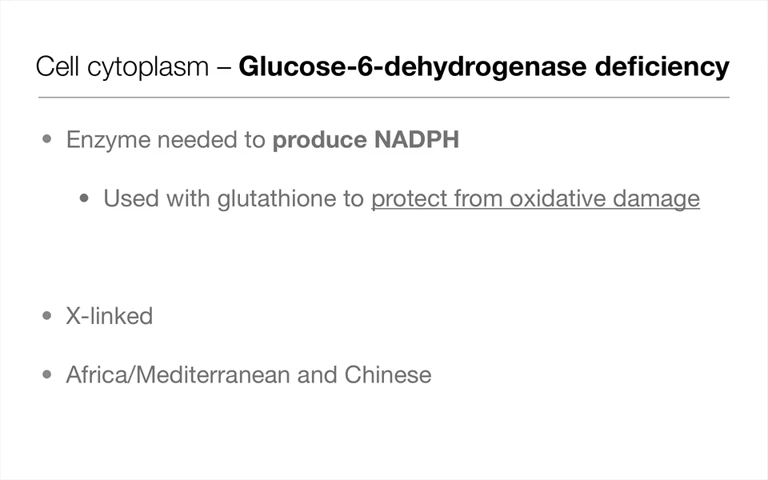 Cell cytoplasm – Glucose-6-dehydrogenase deficiency
• Enzyme needed to produce NADPH
• Used with glutathione to protect from oxidative damage
• X-linked
• Africa/Mediterranean and Chinese